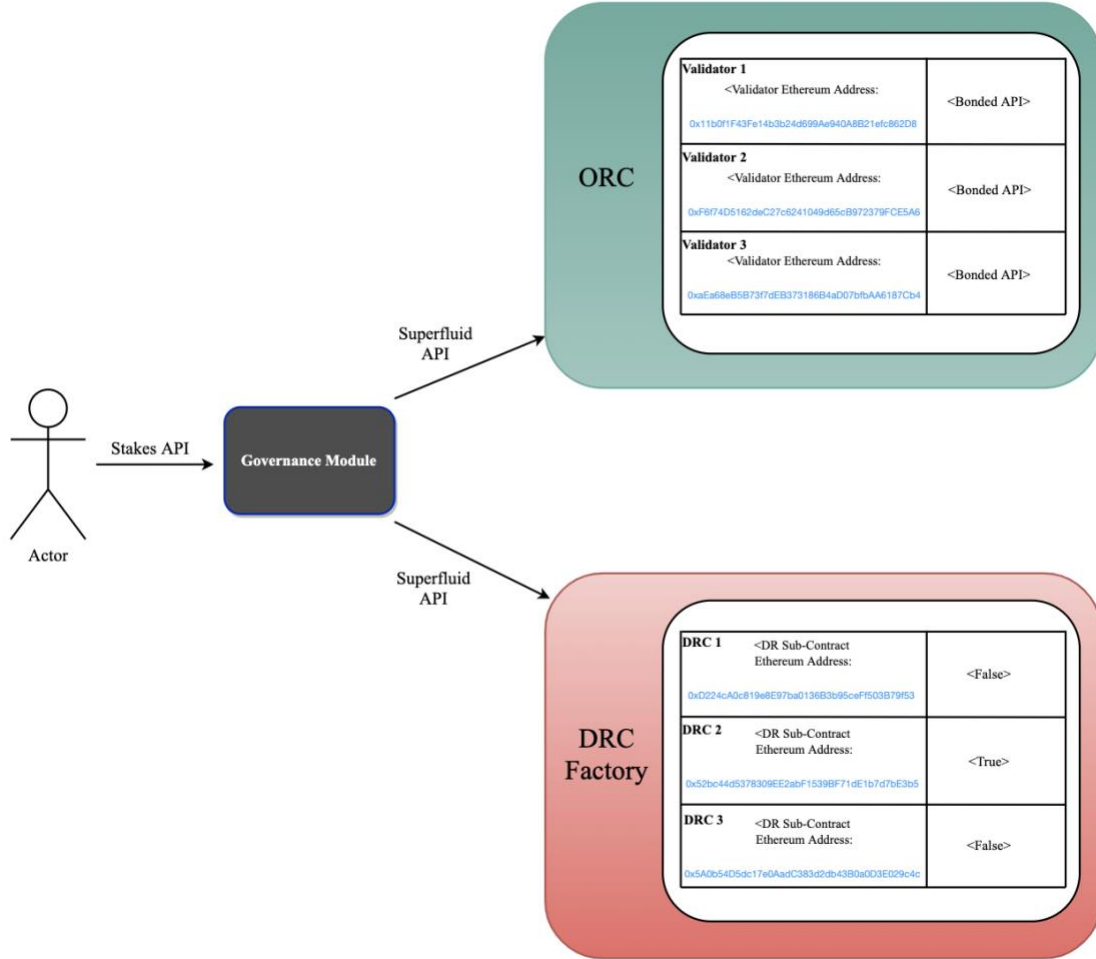 Validator 1
<Validator Ethereum Address:
0x11b0f1F43Fe14b3b24d699Ae940A8B21efc862D8
<Bonded API>
Validator 2
<Validator Ethereum Address:
0xF6f74D5162deC27c6241049d65cB972379FCE5A6
<Bonded API>
Validator 3
<Validator Ethereum Address:
0xaEa68eB5B73f7dEB373186B4aD07bfbAA6187Cb4
<Bonded API>
ORC
Superfluid
API
Stakes API
Governance Module
Actor
Superfluid
API
DRC
Factory
DRC 1
<DR Sub-Contract
Ethereum Address:
0xD224cA0c819e8E97ba0136B3b95ceFf503B79f53
<False>
DRC 2
<DR Sub-Contract
Ethereum Address:
0x52bc44d5378309EE2abF1539BF71dE1b7d7bE3b5
<True>
DRC 3
<DR Sub-Contract
Ethereum Address:
0x5A0b54D5dc17e0AadC383d2db43B0a0D3E029c4c
<False>